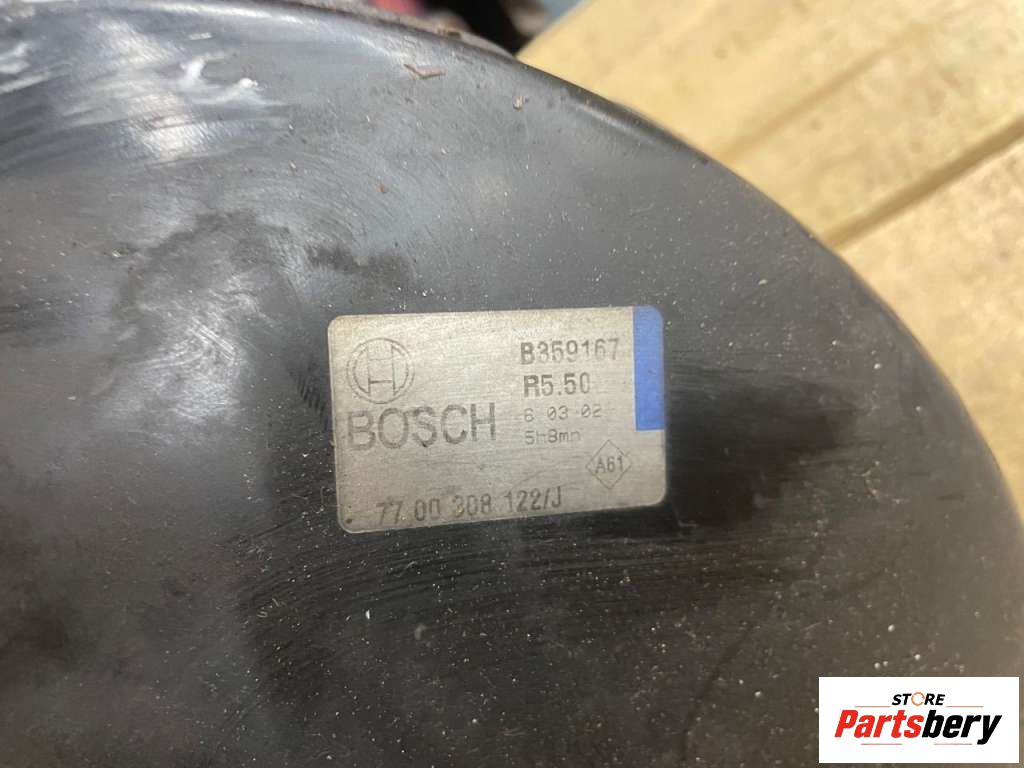 B359167
R5.50
BOSCH
6 03 02
5h8mn
A61
77 00 308 122/J
STORE
Partsbery